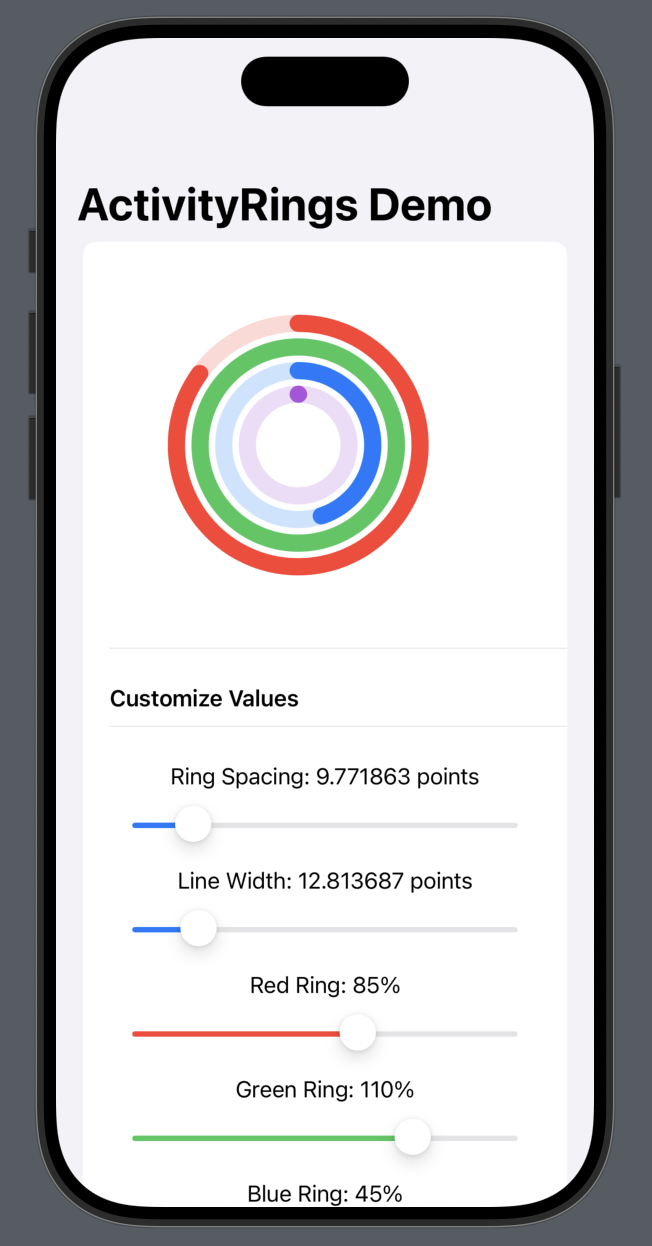 ActivityRings Demo
Customize Values
Ring Spacing: 9.771863 points
Line Width: 12.813687 points
Red Ring: 85%
Green Ring: 110%
Blue Ring: 45%